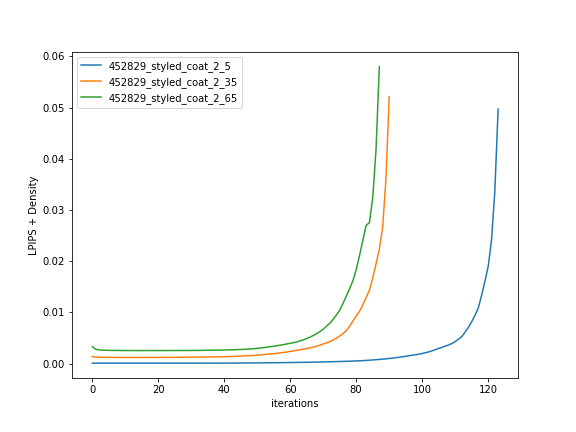 452829_styled_coat_2_5
452829_styled_coat_2_35
452829_styled_coat_2_65
LPIPS + Density
0.06
0.05
0.04
0.03
0.02
0.01
0.00
0 20 40 60 80 100 120
iterations